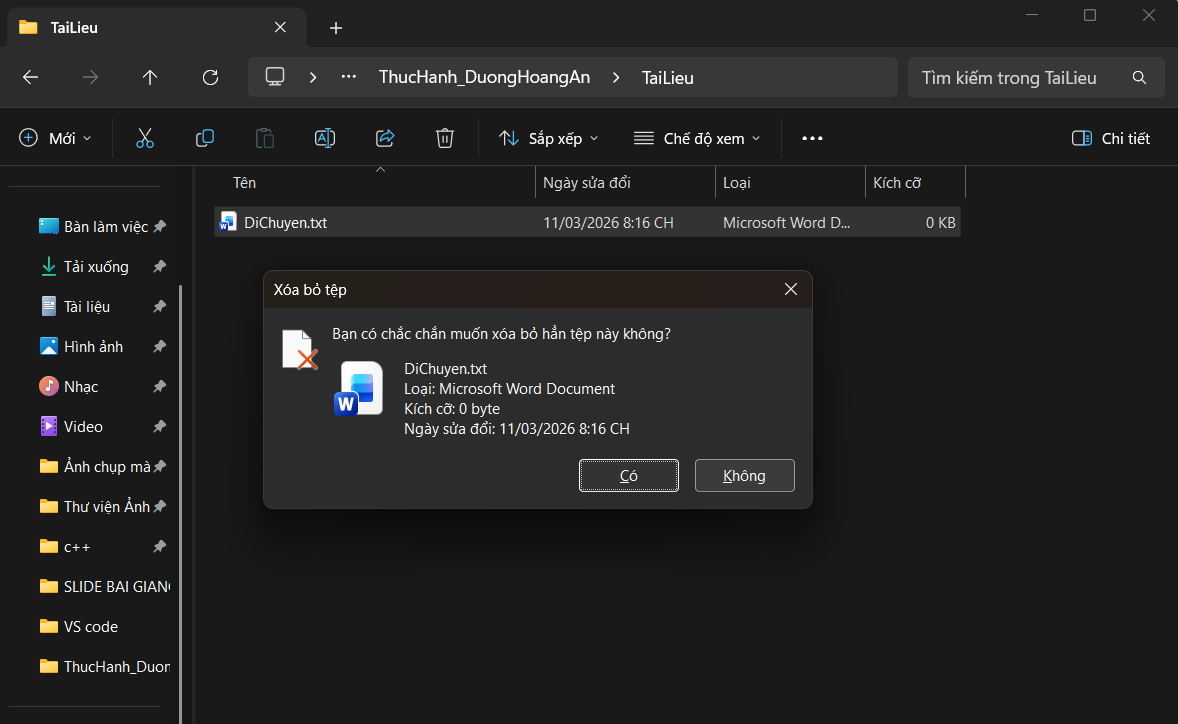 TaiLieu
ThucHanh_DuongHoangAn
TaiLieu
Tìm kiếm trong TaiLieu
Mới
Sắp xếp
Chế độ xem
Chi tiết
Tên
Ngày sửa đổi
Loại
Kích cỡ
DiChuyen.txt
11/03/2026 8:16 CH
Microsoft Word D...
0 KB
Bàn làm việc
Tải xuống
Tài liệu
Hình ảnh
Nhạc
Video
Ảnh chụp mà
Thư viện Ảnh
c++
SLIDE BAI GIAN
VS code
ThucHanh_Duon
Xóa bỏ tệp
Bạn có chắc chắn muốn xóa bỏ hẳn tệp này không?
DiChuyen.txt
Loại: Microsoft Word Document
Kích cỡ: 0 byte
Ngày sửa đổi: 11/03/2026 8:16 CH
Có
Không